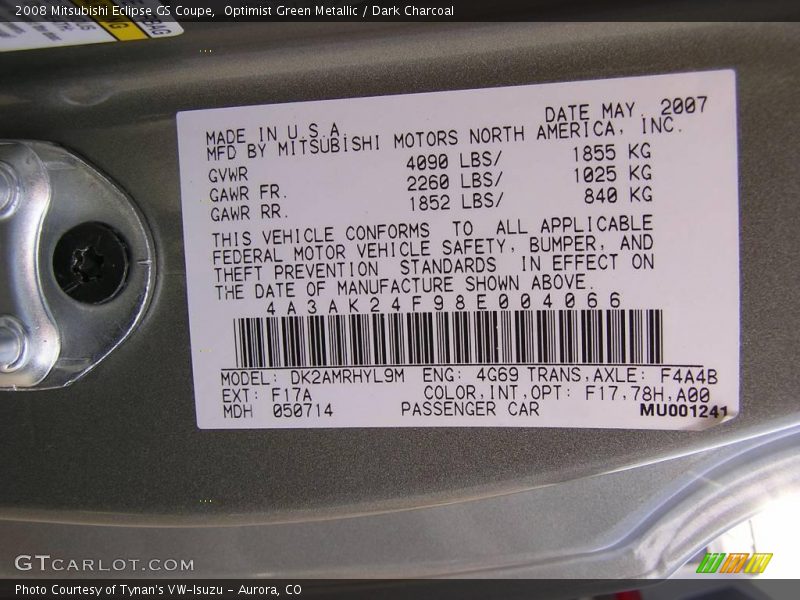 2008 Mitsubishi Eclipse GS Coupe, Optimist Green Metallic / Dark Charcoal
MADE IN U.S.A. DATE MAY. 2007
MFD BY MITSUBISHI MOTORS NORTH AMERICA, INC.
GVWR 4090 LBS/ 1855 KG
GAWR FR. 2260 LBS/ 1025 KG
GAWR RR. 1852 LBS/ 840 KG
THIS VEHICLE CONFORMS TO ALL APPLICABLE
FEDERAL MOTOR VEHICLE SAFETY, BUMPER, AND
THEFT PREVENTION STANDARDS IN EFFECT ON
THE DATE OF MANUFACTURE SHOWN ABOVE.
4A3AK24F98E004066
MODEL: DK2AMRHYL9M ENG: 4G69 TRANS,AXLE: F4A4B
EXT: F17A COLOR,INT,OPT: F17,78H,A00
MDH 050714 PASSENGER CAR MU001241
GTCARLOT.COM
Photo Courtesy of Tynan's VW-Isuzu - Aurora, CO